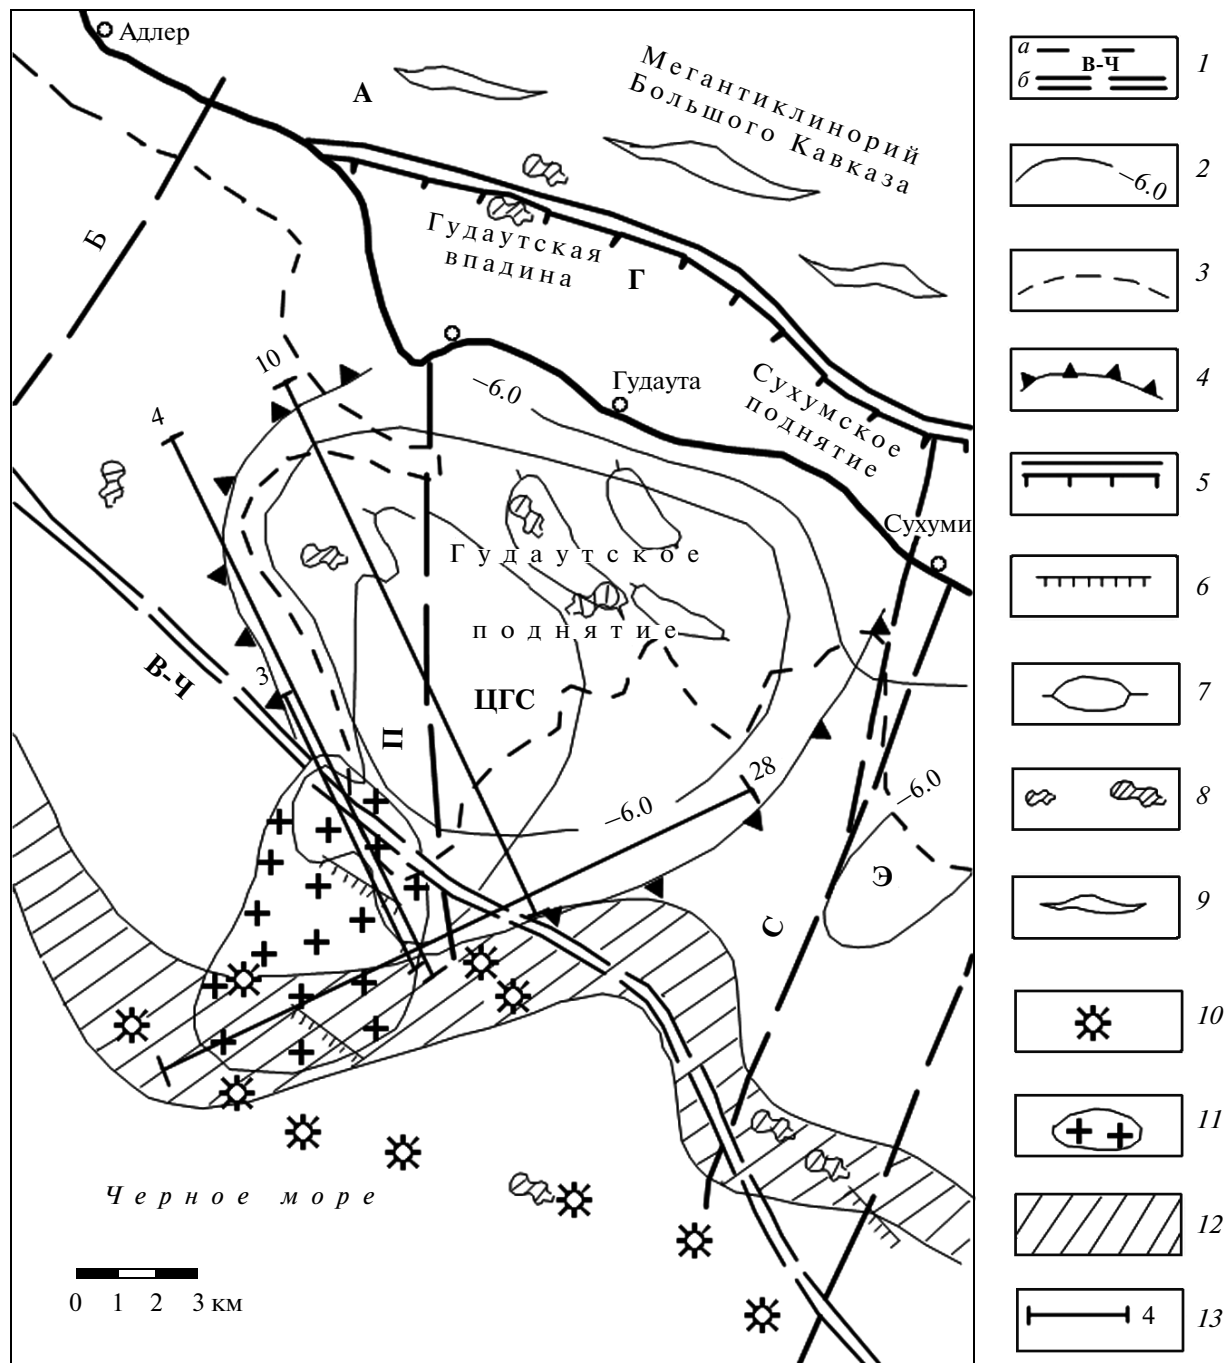 Адлер
А
Мегантиклинорий
Большого Кавказа
Б
Гудаутская
впадина
Г
10
4
−6.0
Гудаута
Сухумское
поднятие
Сухуми
Гудаутское
поднятие
В-Ч
3
П
ЦГС
28
−6.0
−6.0
Э
С
Черное море
0 1 2 3 км
а
В-Ч
б
1
−6.0
2
3
4
5
6
7
8
9
10
11
12
4
13